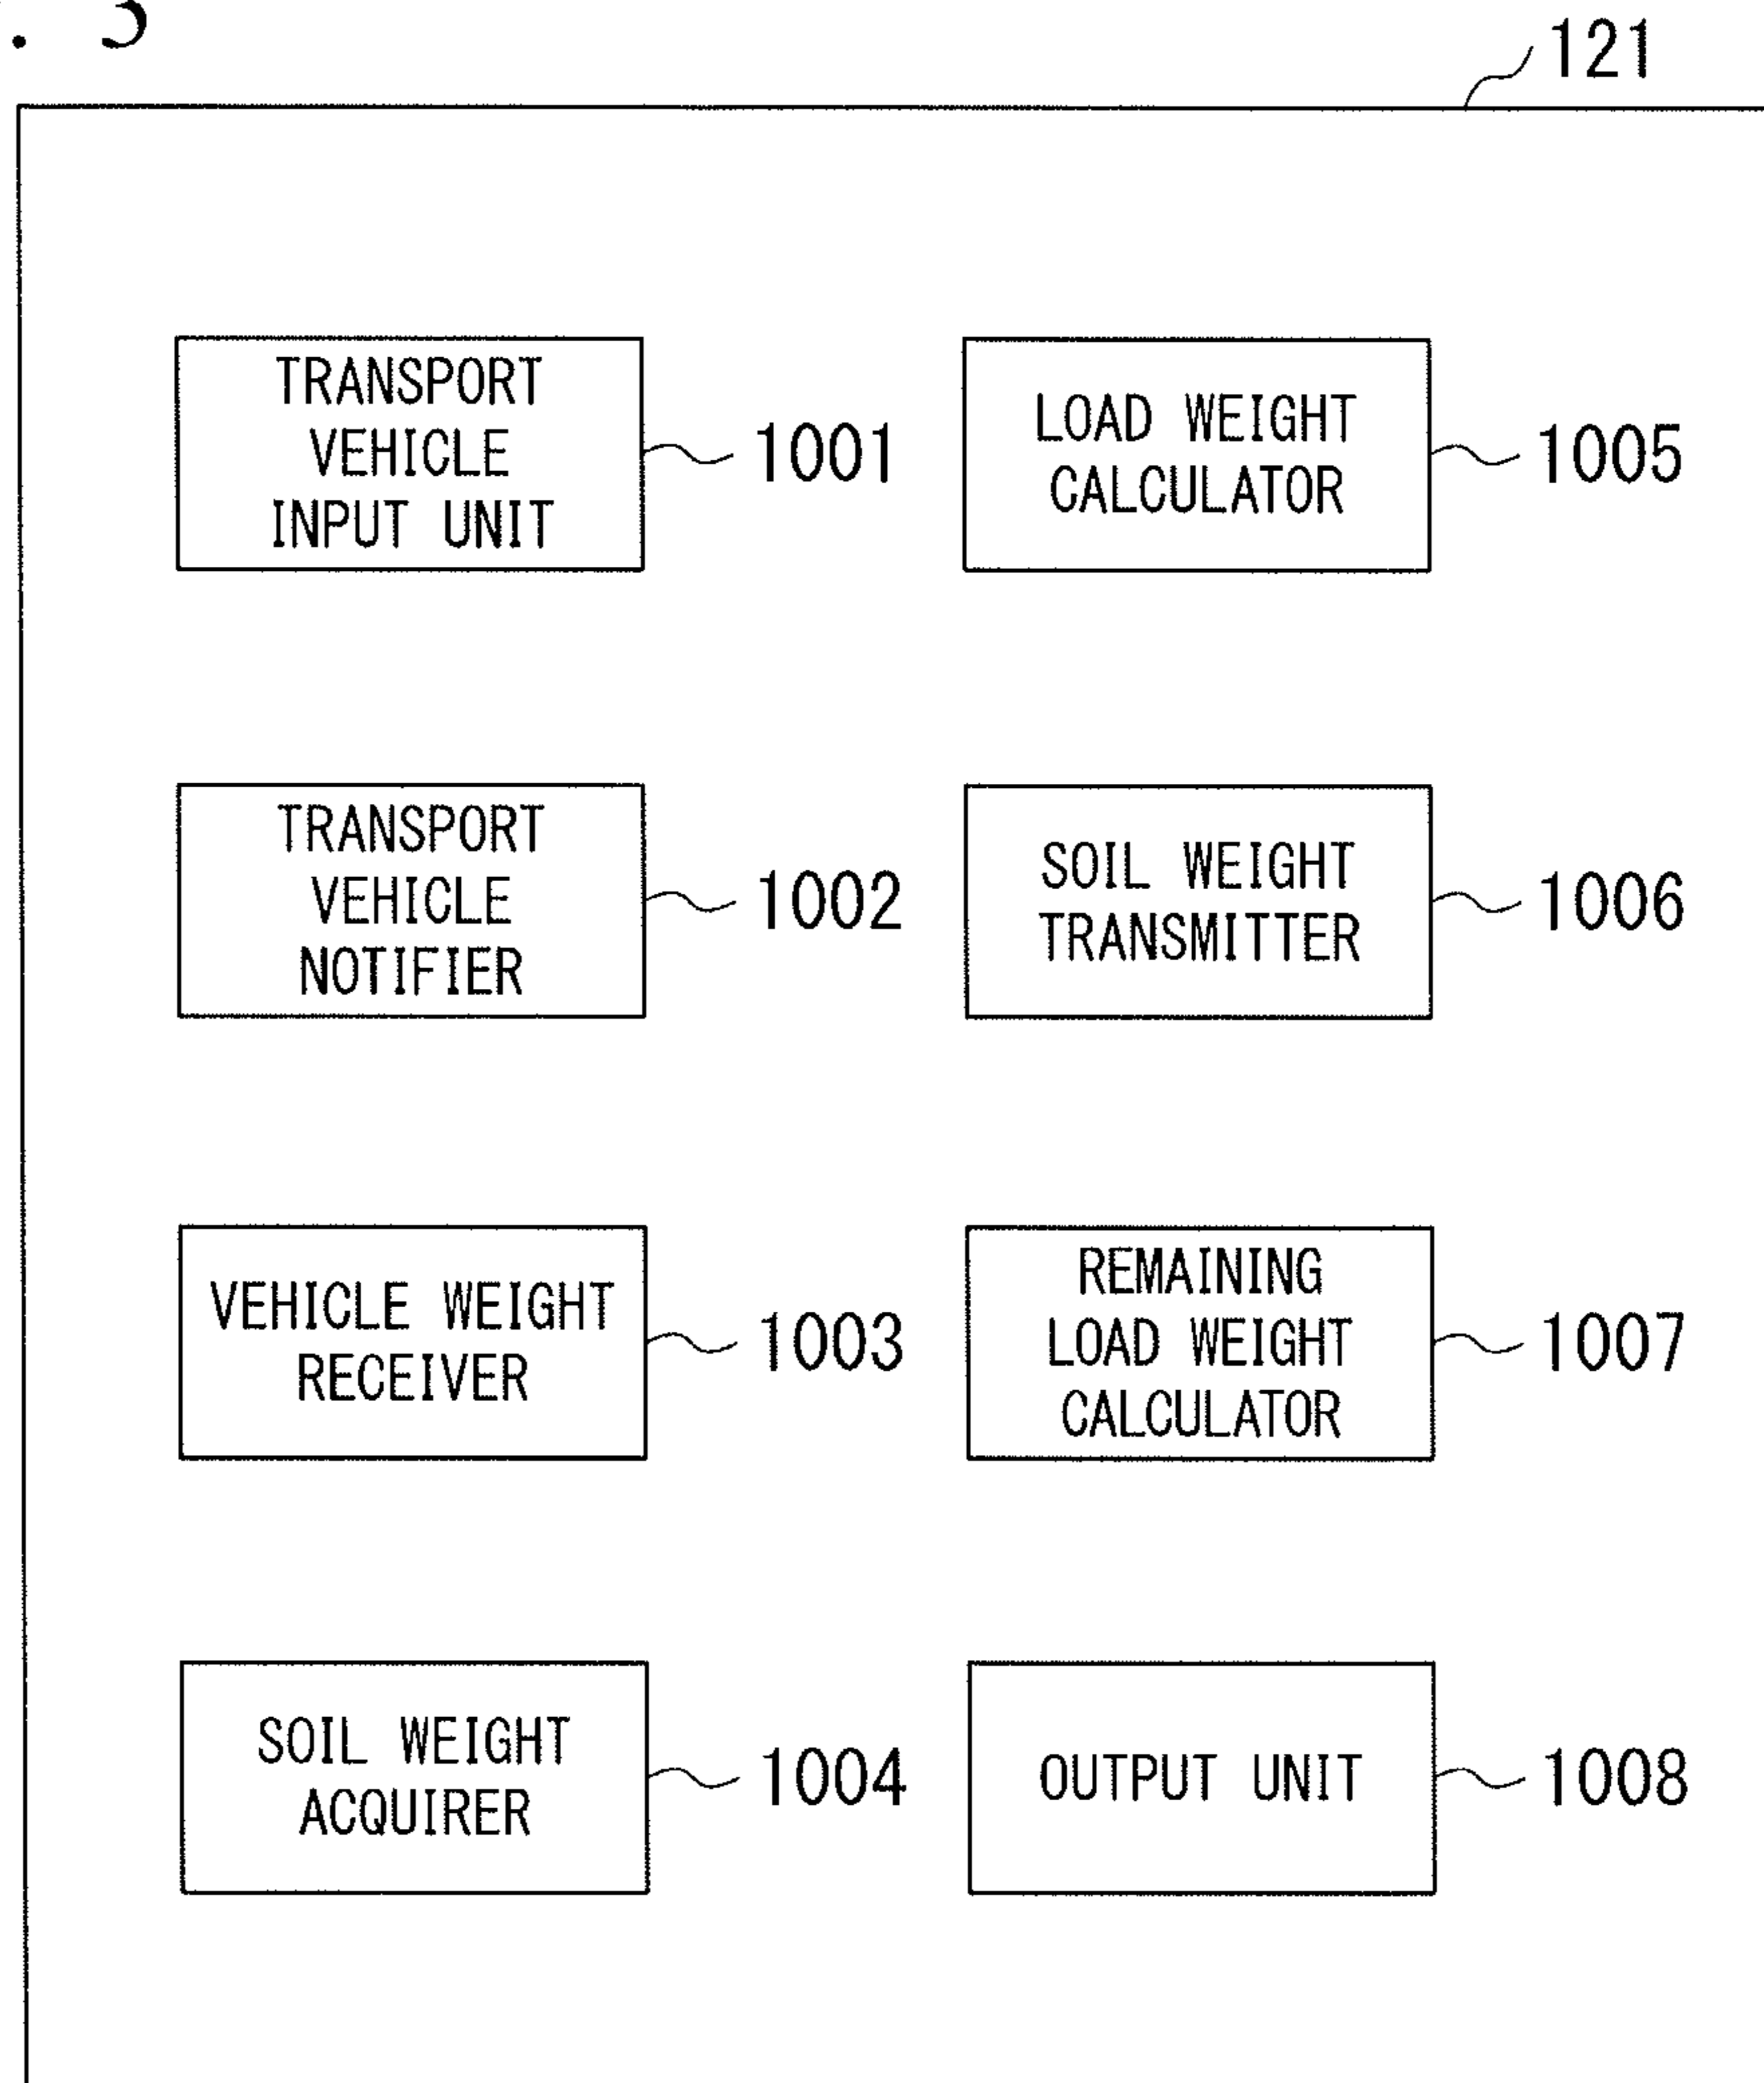 . 5
121
TRANSPORT
VEHICLE
INPUT UNIT
1001
LOAD WEIGHT
CALCULATOR
1005
TRANSPORT
VEHICLE
NOTIFIER
1002
SOIL WEIGHT
TRANSMITTER
1006
VEHICLE WEIGHT
RECEIVER
1003
REMAINING
LOAD WEIGHT
CALCULATOR
1007
SOIL WEIGHT
ACQUIRER
1004
OUTPUT UNIT
1008